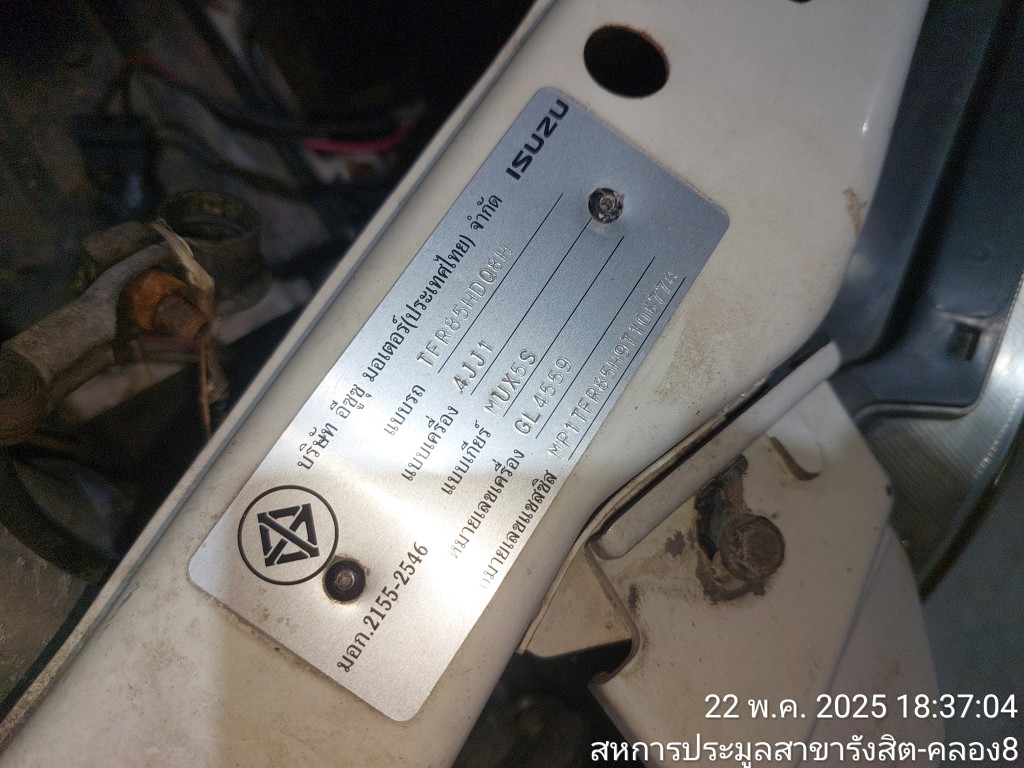 ISUZU
บริษัท อีซูซุ มอเตอร์(ประเทศไทย) จำกัด
แบบรถ TFR85HDQ8H
แบบเครื่อง 4JJ1
แบบเกียร์ MUX5S
หมายเลขเครื่อง GL4559
หมายเลขแชสซิส
มอก.2155-2546
22 พ.ค. 2025 18:37:04
สหการประมูลสาขารังสิต-คลอง8